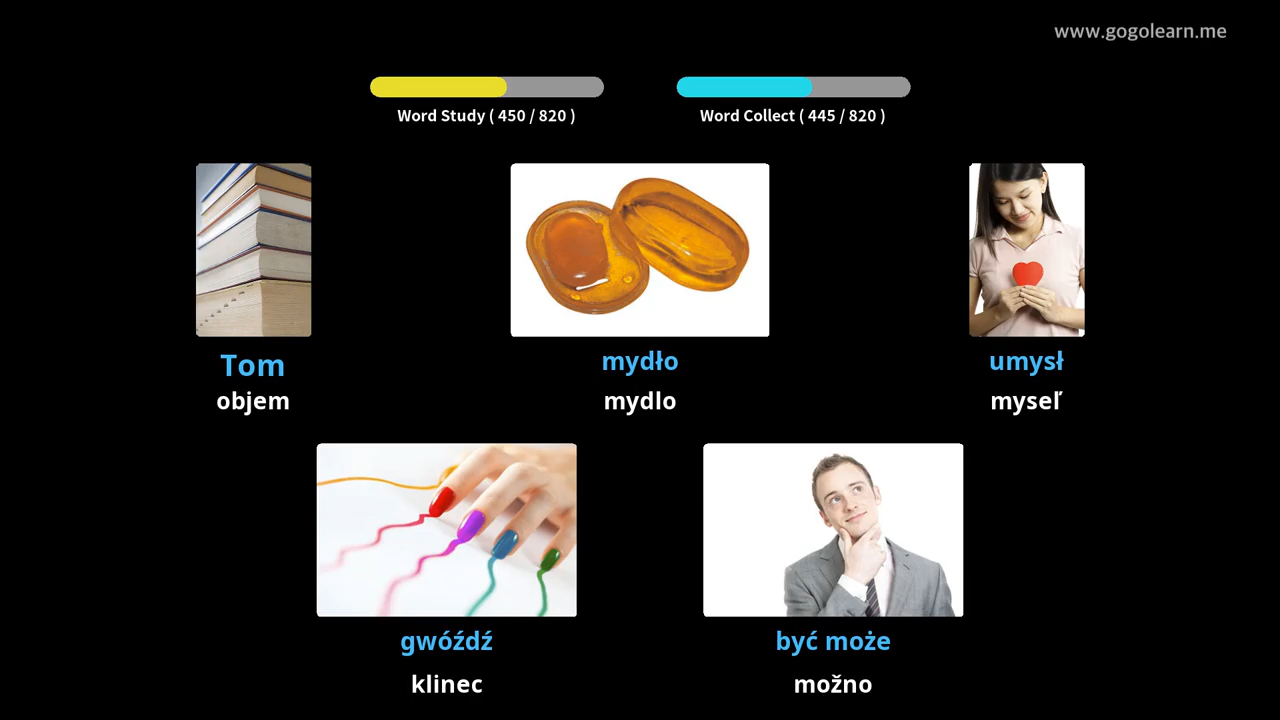 www.gogolearn.me
Word Study ( 450 / 820 )
Word Collect ( 445 / 820 )
Tom
objem
mydło
mydlo
umysł
myseľ
gwóźdź
klinec
być może
možno